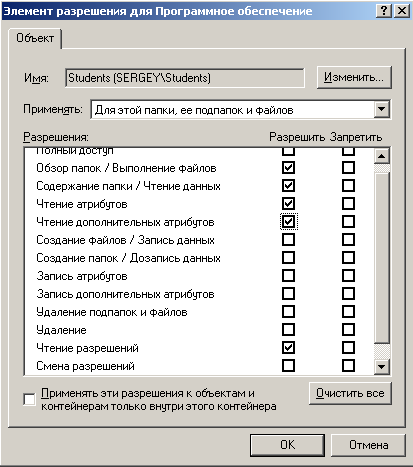 Элемент разрешения для Программное обеспечение
Объект
Имя: Students (SERGEY\Students) Изменить...
Применять: Для этой папки, ее подпапок и файлов
Разрешения: Разрешить Запретить
Полный доступ
Обзор папок / Выполнение файлов
Содержание папки / Чтение данных
Чтение атрибутов
Чтение дополнительных атрибутов
Создание файлов / Запись данных
Создание папок / Дозапись данных
Запись атрибутов
Запись дополнительных атрибутов
Удаление подпапок и файлов
Удаление
Чтение разрешений
Смена разрешений
Применять эти разрешения к объектам и
контейнерам только внутри этого контейнера
Очистить все
OK Отмена